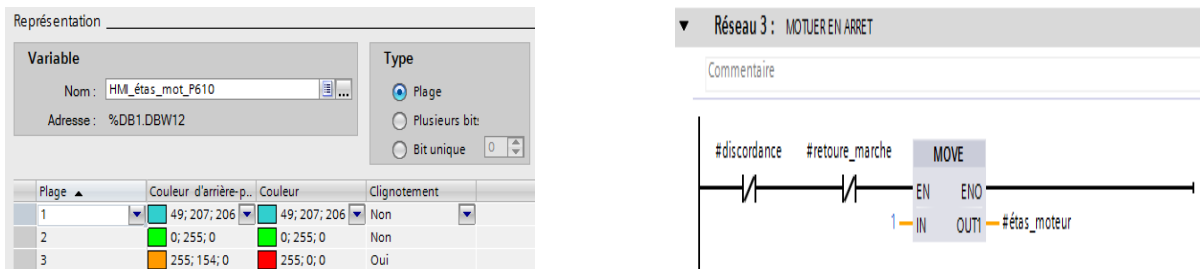 Représentation
Variable
Nom : HMI_étas_mot_P610 ...
Adresse : %DB1.DBW12
Type
Plage
Plusieurs bits
Bit unique 0
Plage Couleur d'arrière-p.. Couleur Clignotement
1 49; 207; 206 49; 207; 206 Non
2 0; 255; 0 0; 255; 0 Non
3 255; 154; 0 255; 0; 0 Oui
Réseau 3 : MOTUER EN ARRET
Commentaire
#discordance #retoure_marche MOVE
EN ENO
1 IN OUT1 #étas_moteur